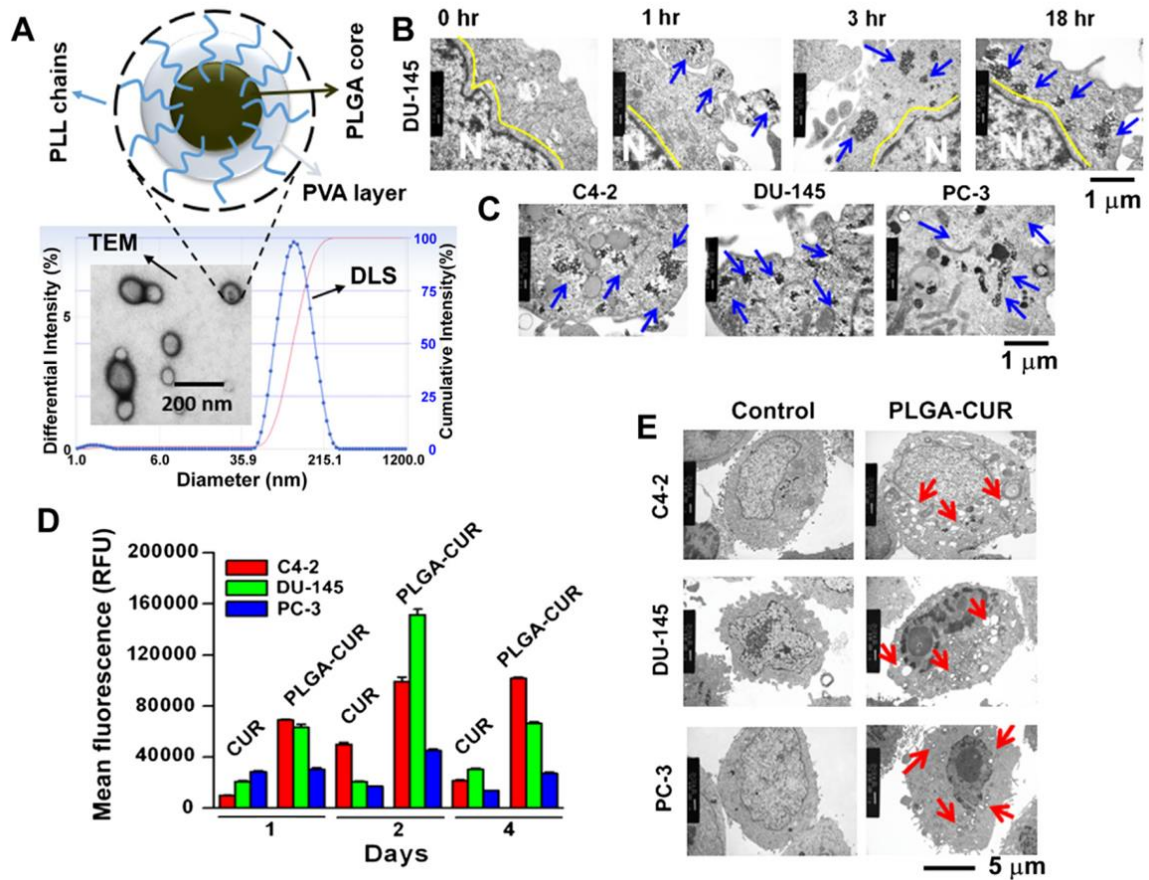 A
PLL chains
PLGA core
PVA layer
TEM
DLS
200 nm
Differential Intensity (%)
5
0
Cumulative Intensity(%)
100
75
50
25
0
1.0 6.0 35.9 215.1 1200.0
Diameter (nm)
B
0 hr 1 hr 3 hr 18 hr
DU-145
N N N
1 μm
C
C4-2 DU-145 PC-3
1 μm
D
Mean fluorescence (RFU)
200000
160000
120000
80000
40000
0
C4-2
DU-145
PC-3
CUR
PLGA-CUR
CUR
PLGA-CUR
CUR
PLGA-CUR
1 2 4
Days
E
Control PLGA-CUR
C4-2
DU-145
PC-3
5 μm